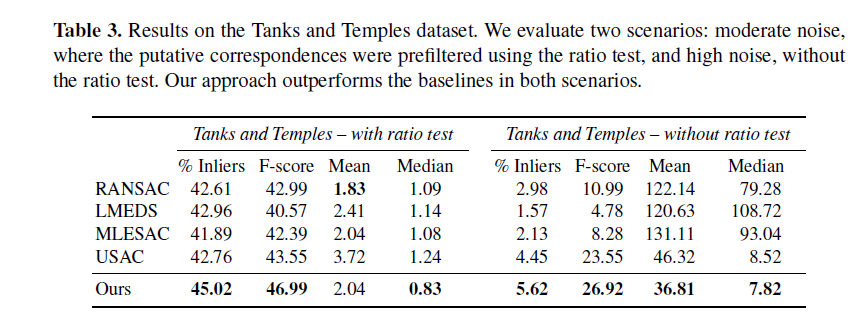 Table 3. Results on the Tanks and Temples dataset. We evaluate two scenarios: moderate noise,
where the putative correspondences were prefiltered using the ratio test, and high noise, without
the ratio test. Our approach outperforms the baselines in both scenarios.
Tanks and Temples – with ratio test Tanks and Temples – without ratio test
% Inliers F-score Mean Median % Inliers F-score Mean Median
RANSAC 42.61 42.99 1.83 1.09 2.98 10.99 122.14 79.28
LMEDS 42.96 40.57 2.41 1.14 1.57 4.78 120.63 108.72
MLESAC 41.89 42.39 2.04 1.08 2.13 8.28 131.11 93.04
USAC 42.76 43.55 3.72 1.24 4.45 23.55 46.32 8.52
Ours 45.02 46.99 2.04 0.83 5.62 26.92 36.81 7.82